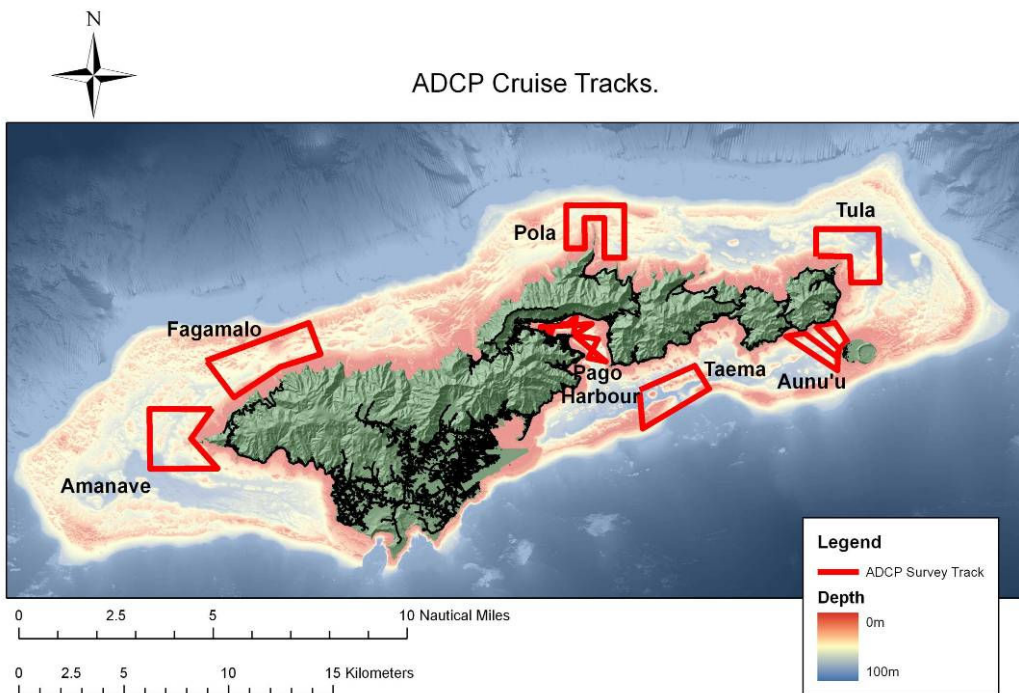 N
ADCP Cruise Tracks.
Tula
Pola
Fagamalo
Pago
Harbour
Taema
Aunu'u
Amanave
Legend
ADCP Survey Track
Depth
0m
100m
0 2.5 5 10 Nautical Miles
0 2.5 5 10 15 Kilometers